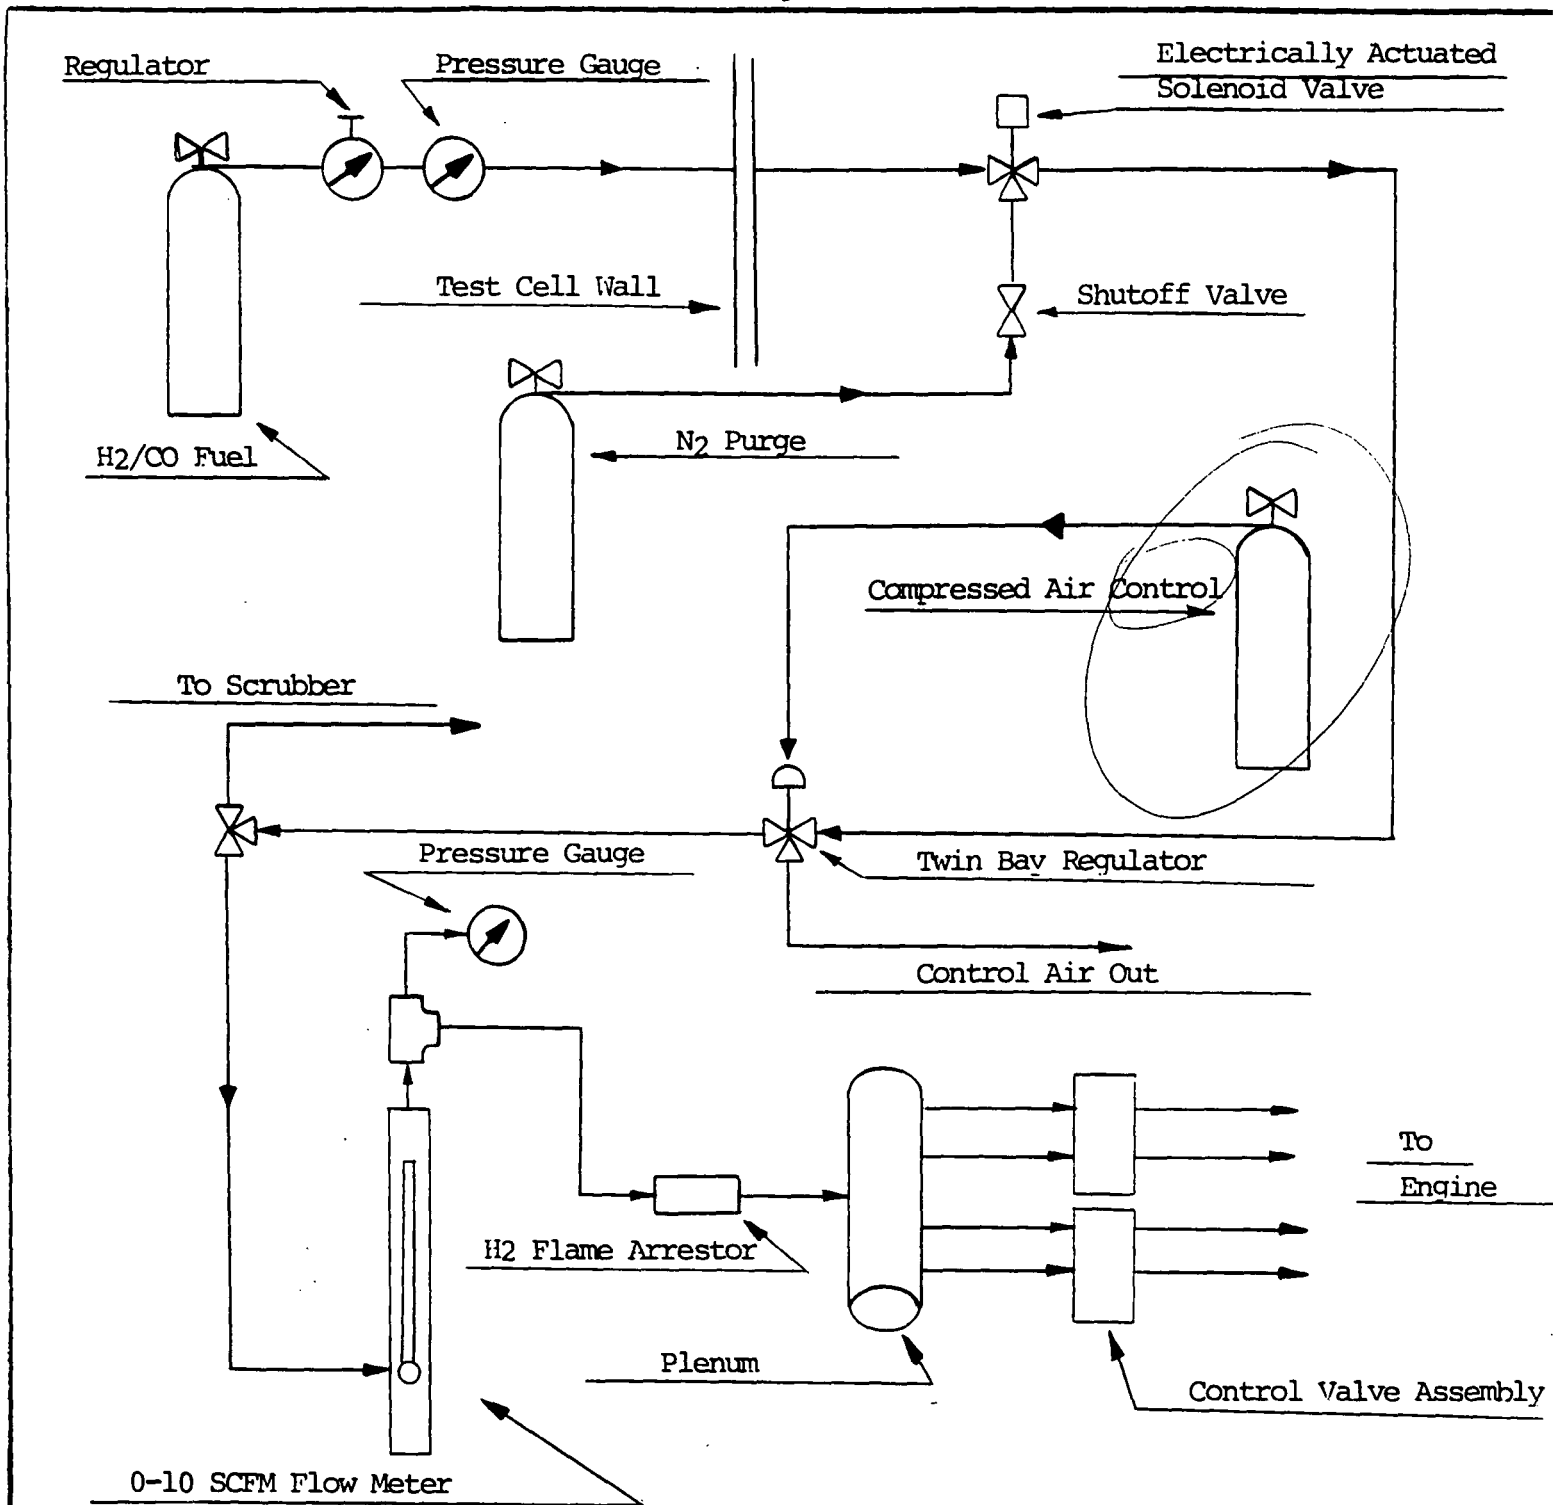 Regulator
Pressure Gauge
Electrically Actuated
Solenoid Valve
Test Cell Wall
Shutoff Valve
H2/CO Fuel
N2 Purge
Compressed Air Control
To Scrubber
Pressure Gauge
Twin Bay Regulator
Control Air Out
To
Engine
H2 Flame Arrestor
Plenum
Control Valve Assembly
0-10 SCFM Flow Meter